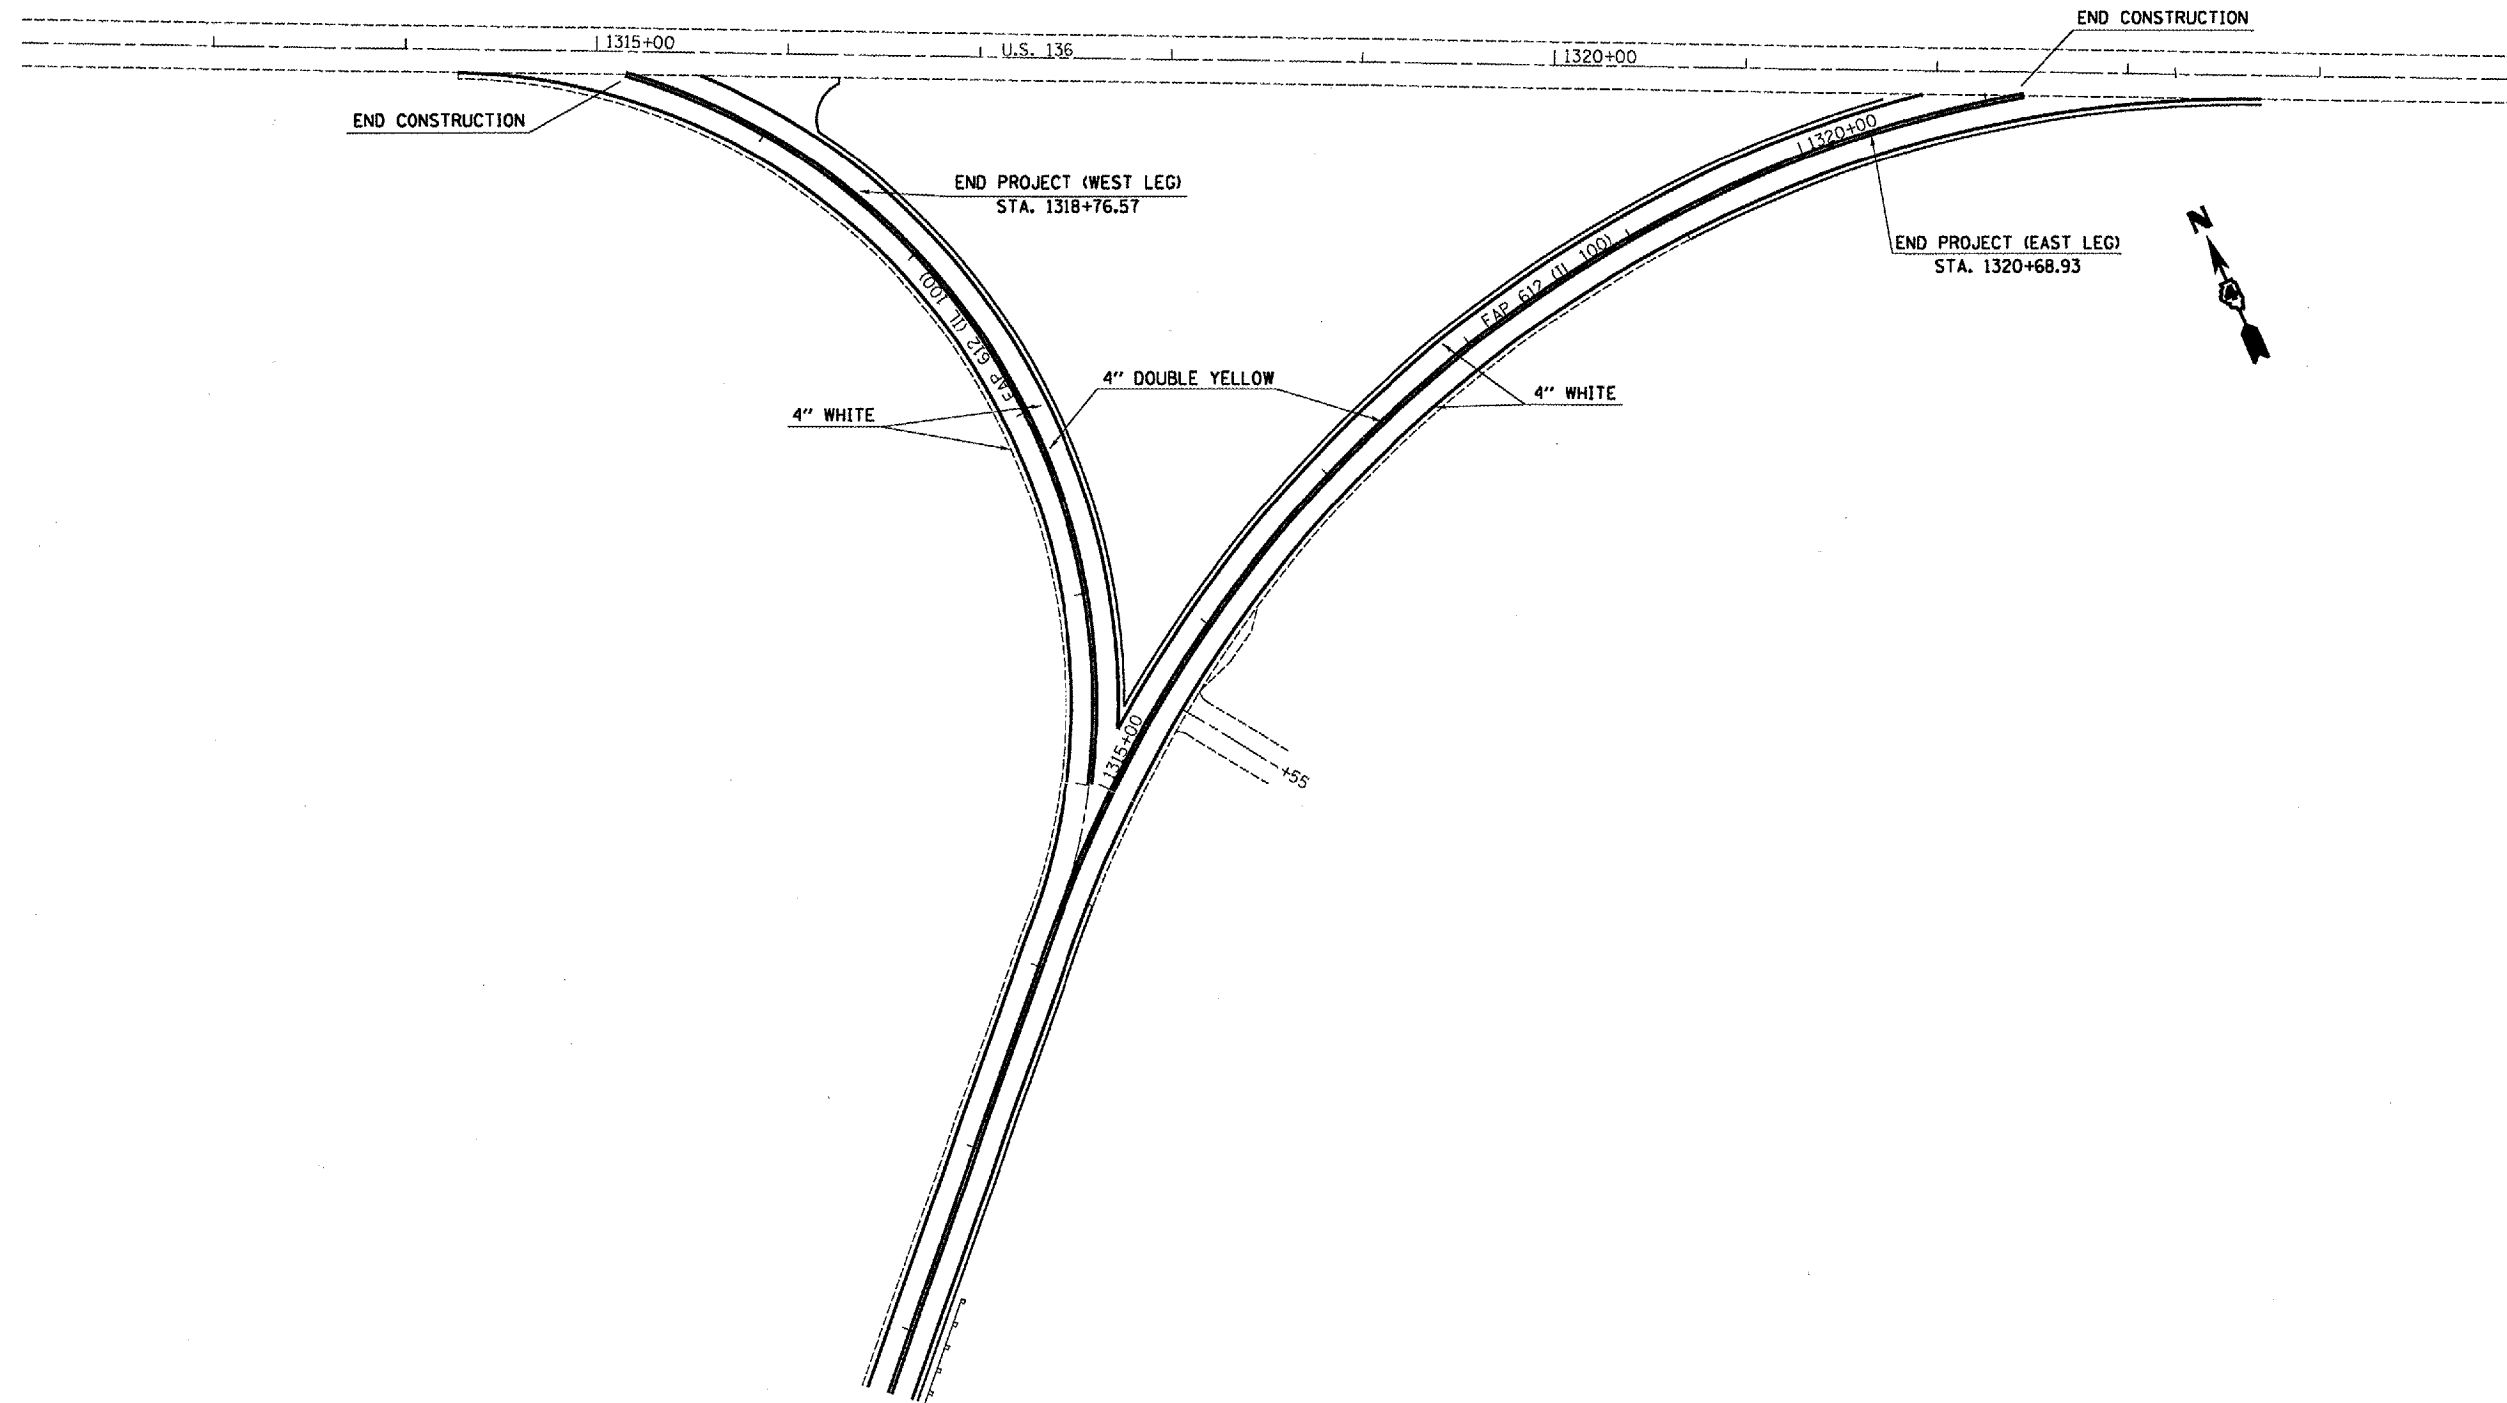 END CONSTRUCTION
1315+00
U.S. 136
1320+00
END CONSTRUCTION
1320+00
END PROJECT (WEST LEG)
STA. 1318+76.57
N
END PROJECT (EAST LEG)
STA. 1320+68.93
FAP 612 (IL 100)
FAP 612 (IL 100)
4" DOUBLE YELLOW
4" WHITE
4" WHITE
1315+00
+55